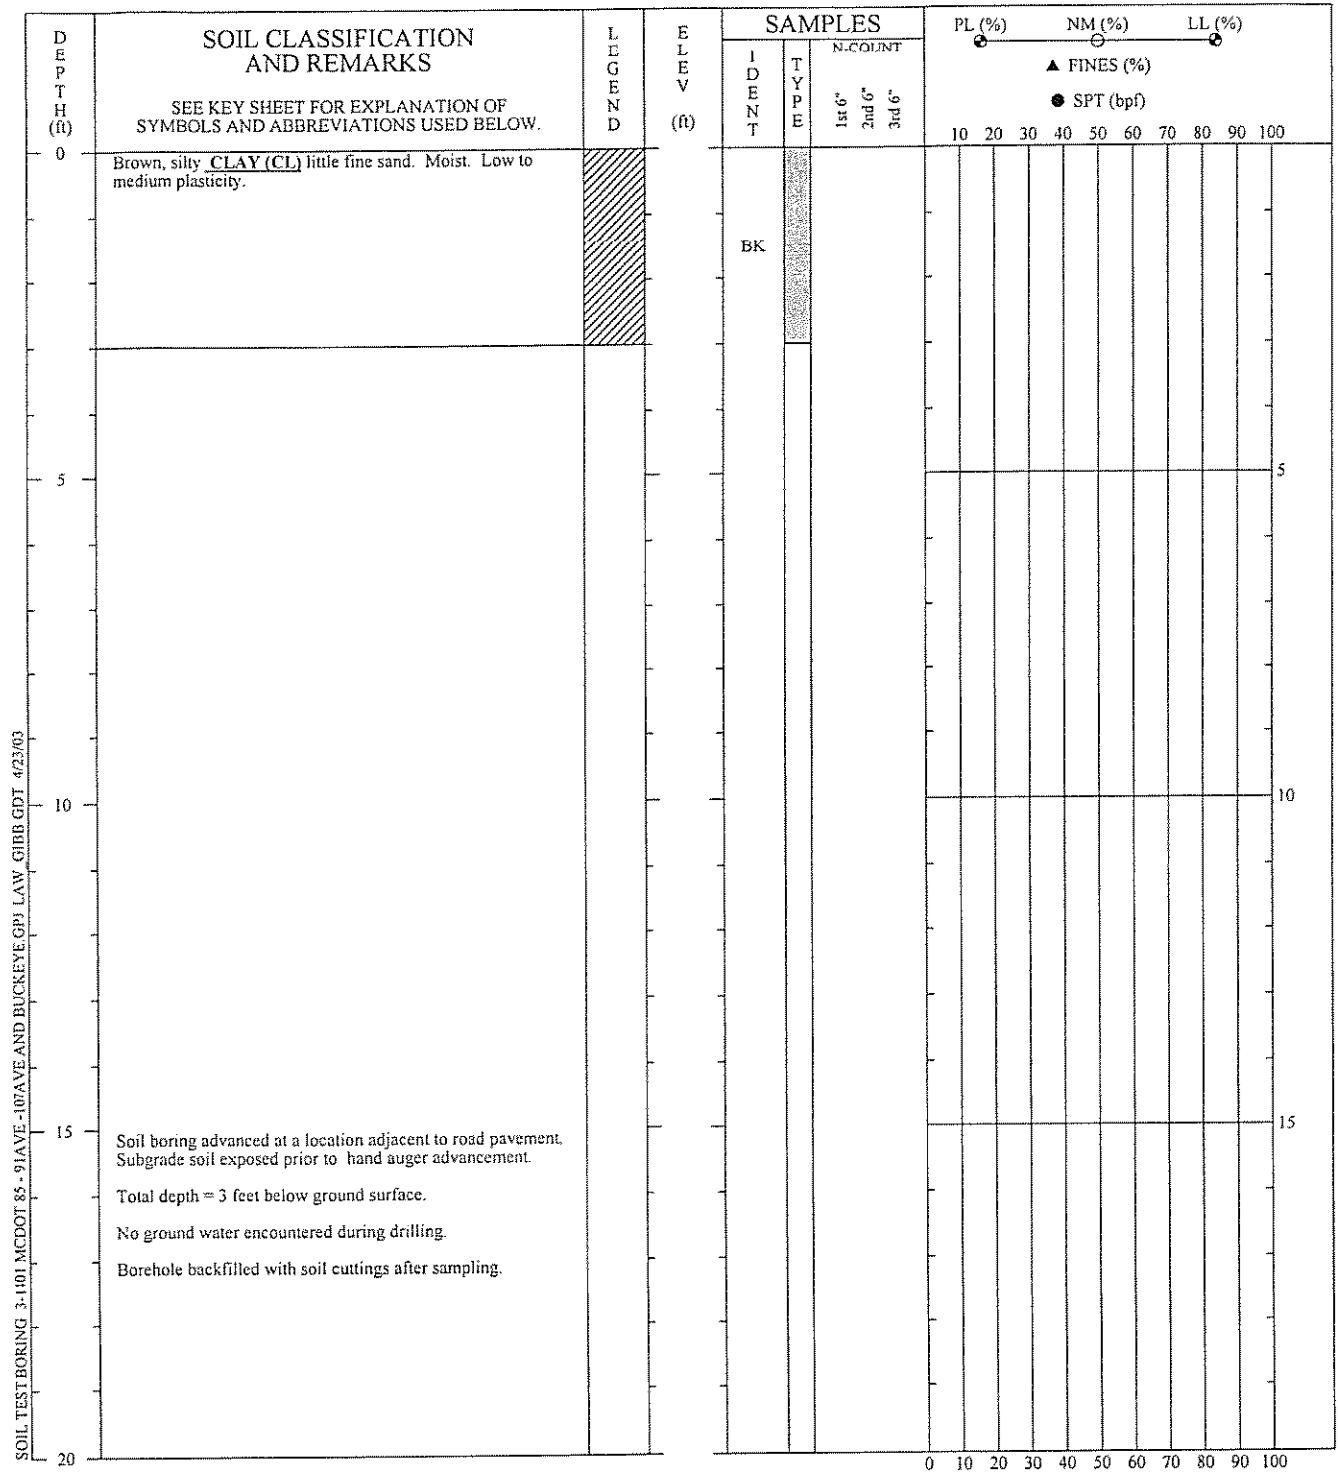 DEPTH (ft)
SOIL CLASSIFICATION
AND REMARKS
SEE KEY SHEET FOR EXPLANATION OF
SYMBOLS AND ABBREVIATIONS USED BELOW.
LEGEND
ELEV (ft)
SAMPLES
IDENT
TYPE
N-COUNT
1st 6"
2nd 6"
3rd 6"
PL (%) NM (%) LL (%)
▲ FINES (%)
● SPT (bpf)
10 20 30 40 50 60 70 80 90 100
0
Brown, silty CLAY (CL) little fine sand. Moist. Low to
medium plasticity.
BK
5
5
10
10
15
15
Soil boring advanced at a location adjacent to road pavement.
Subgrade soil exposed prior to hand auger advancement.
Total depth = 3 feet below ground surface.
No ground water encountered during drilling.
Borehole backfilled with soil cuttings after sampling.
20
0 10 20 30 40 50 60 70 80 90 100
SOIL TEST BORING 3-1101 MCDOT 85 - 91AVE -107AVE AND BUCKEYE.GPJ LAW_GIBB GDT 4/23/03